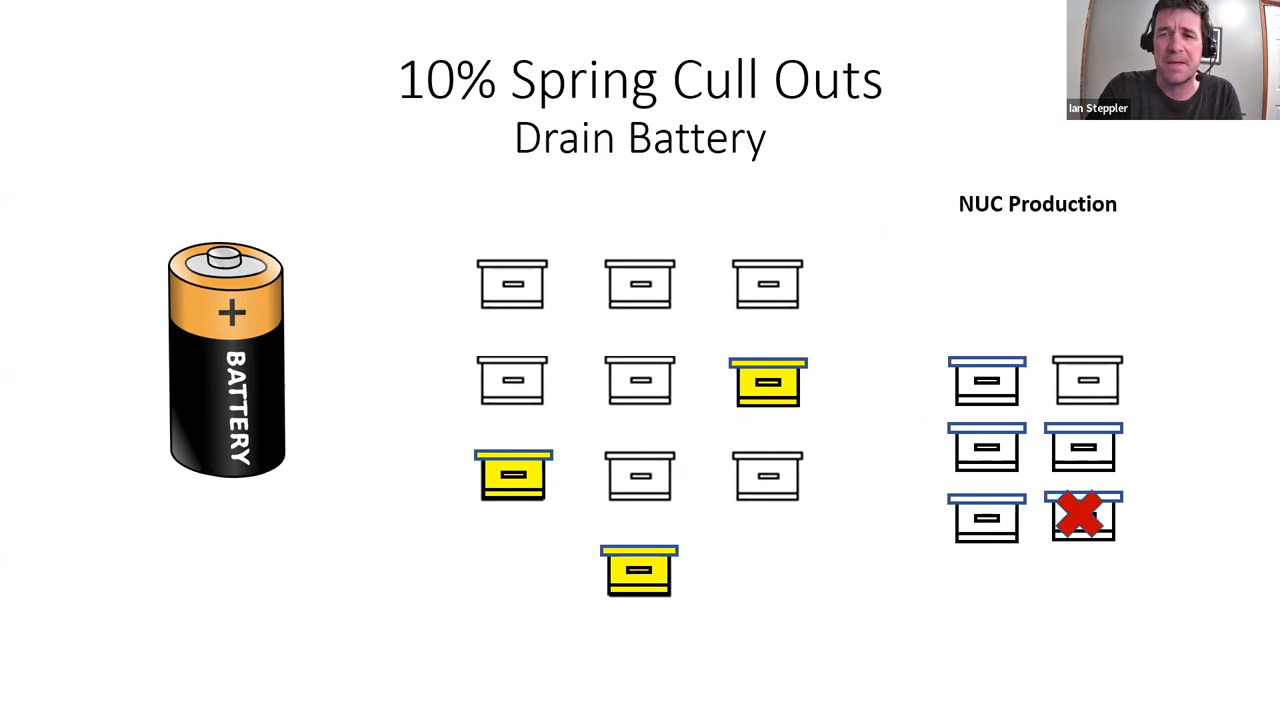 10% Spring Cull Outs
Drain Battery
Ian Steppler
NUC Production
+
BATTERY